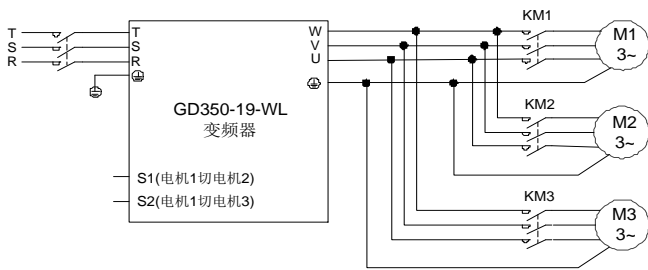 T
S
R
T
S
R
GD350-19-WL
变频器
S1(电机1切电机2)
S2(电机1切电机3)
W
V
U
KM1
M1
3~
KM2
M2
3~
KM3
M3
3~